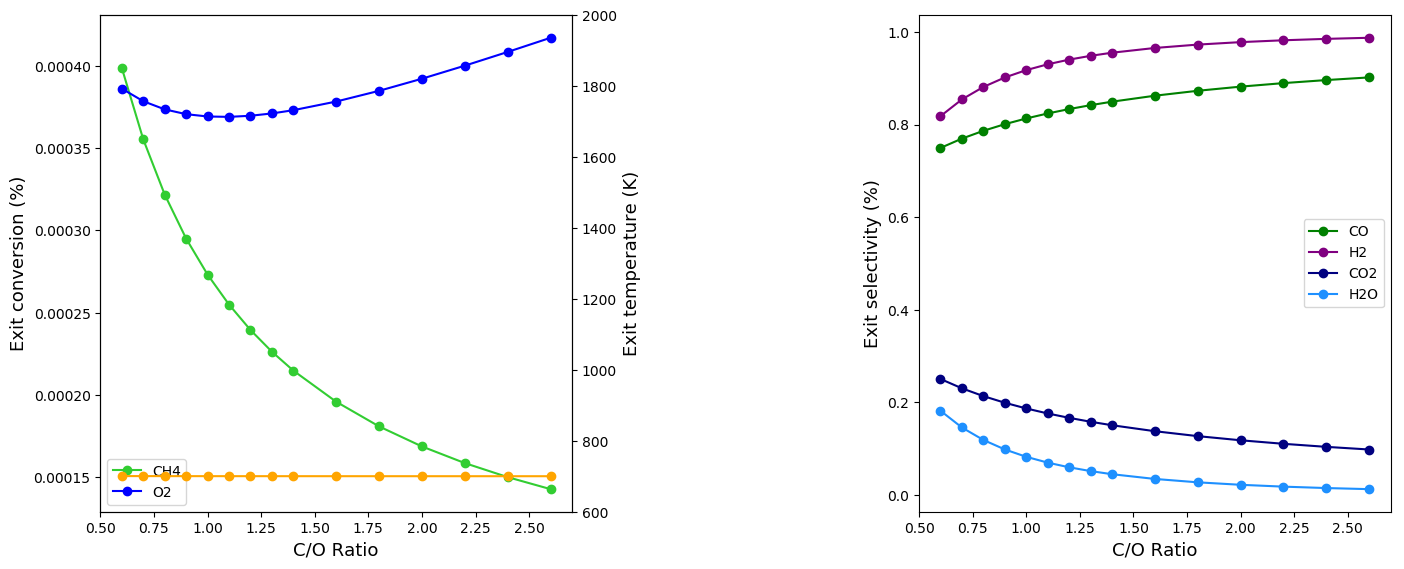 Exit conversion (%)
0.00040
0.00035
0.00030
0.00025
0.00020
0.00015
CH4
O2
0.50 0.75 1.00 1.25 1.50 1.75 2.00 2.25 2.50
C/O Ratio
2000
1800
1600
1400
1200
1000
800
600
Exit temperature (K)
Exit selectivity (%)
1.0
0.8
0.6
0.4
0.2
0.0
CO
H2
CO2
H2O
0.50 0.75 1.00 1.25 1.50 1.75 2.00 2.25 2.50
C/O Ratio